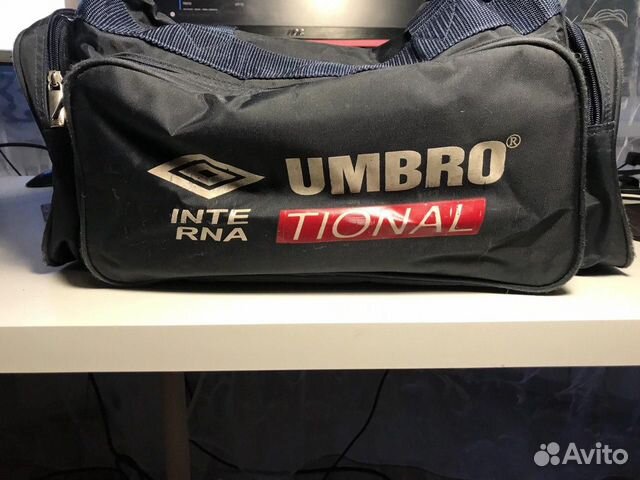 UMBRO®
INTE
RNA
TIONAL
Avito